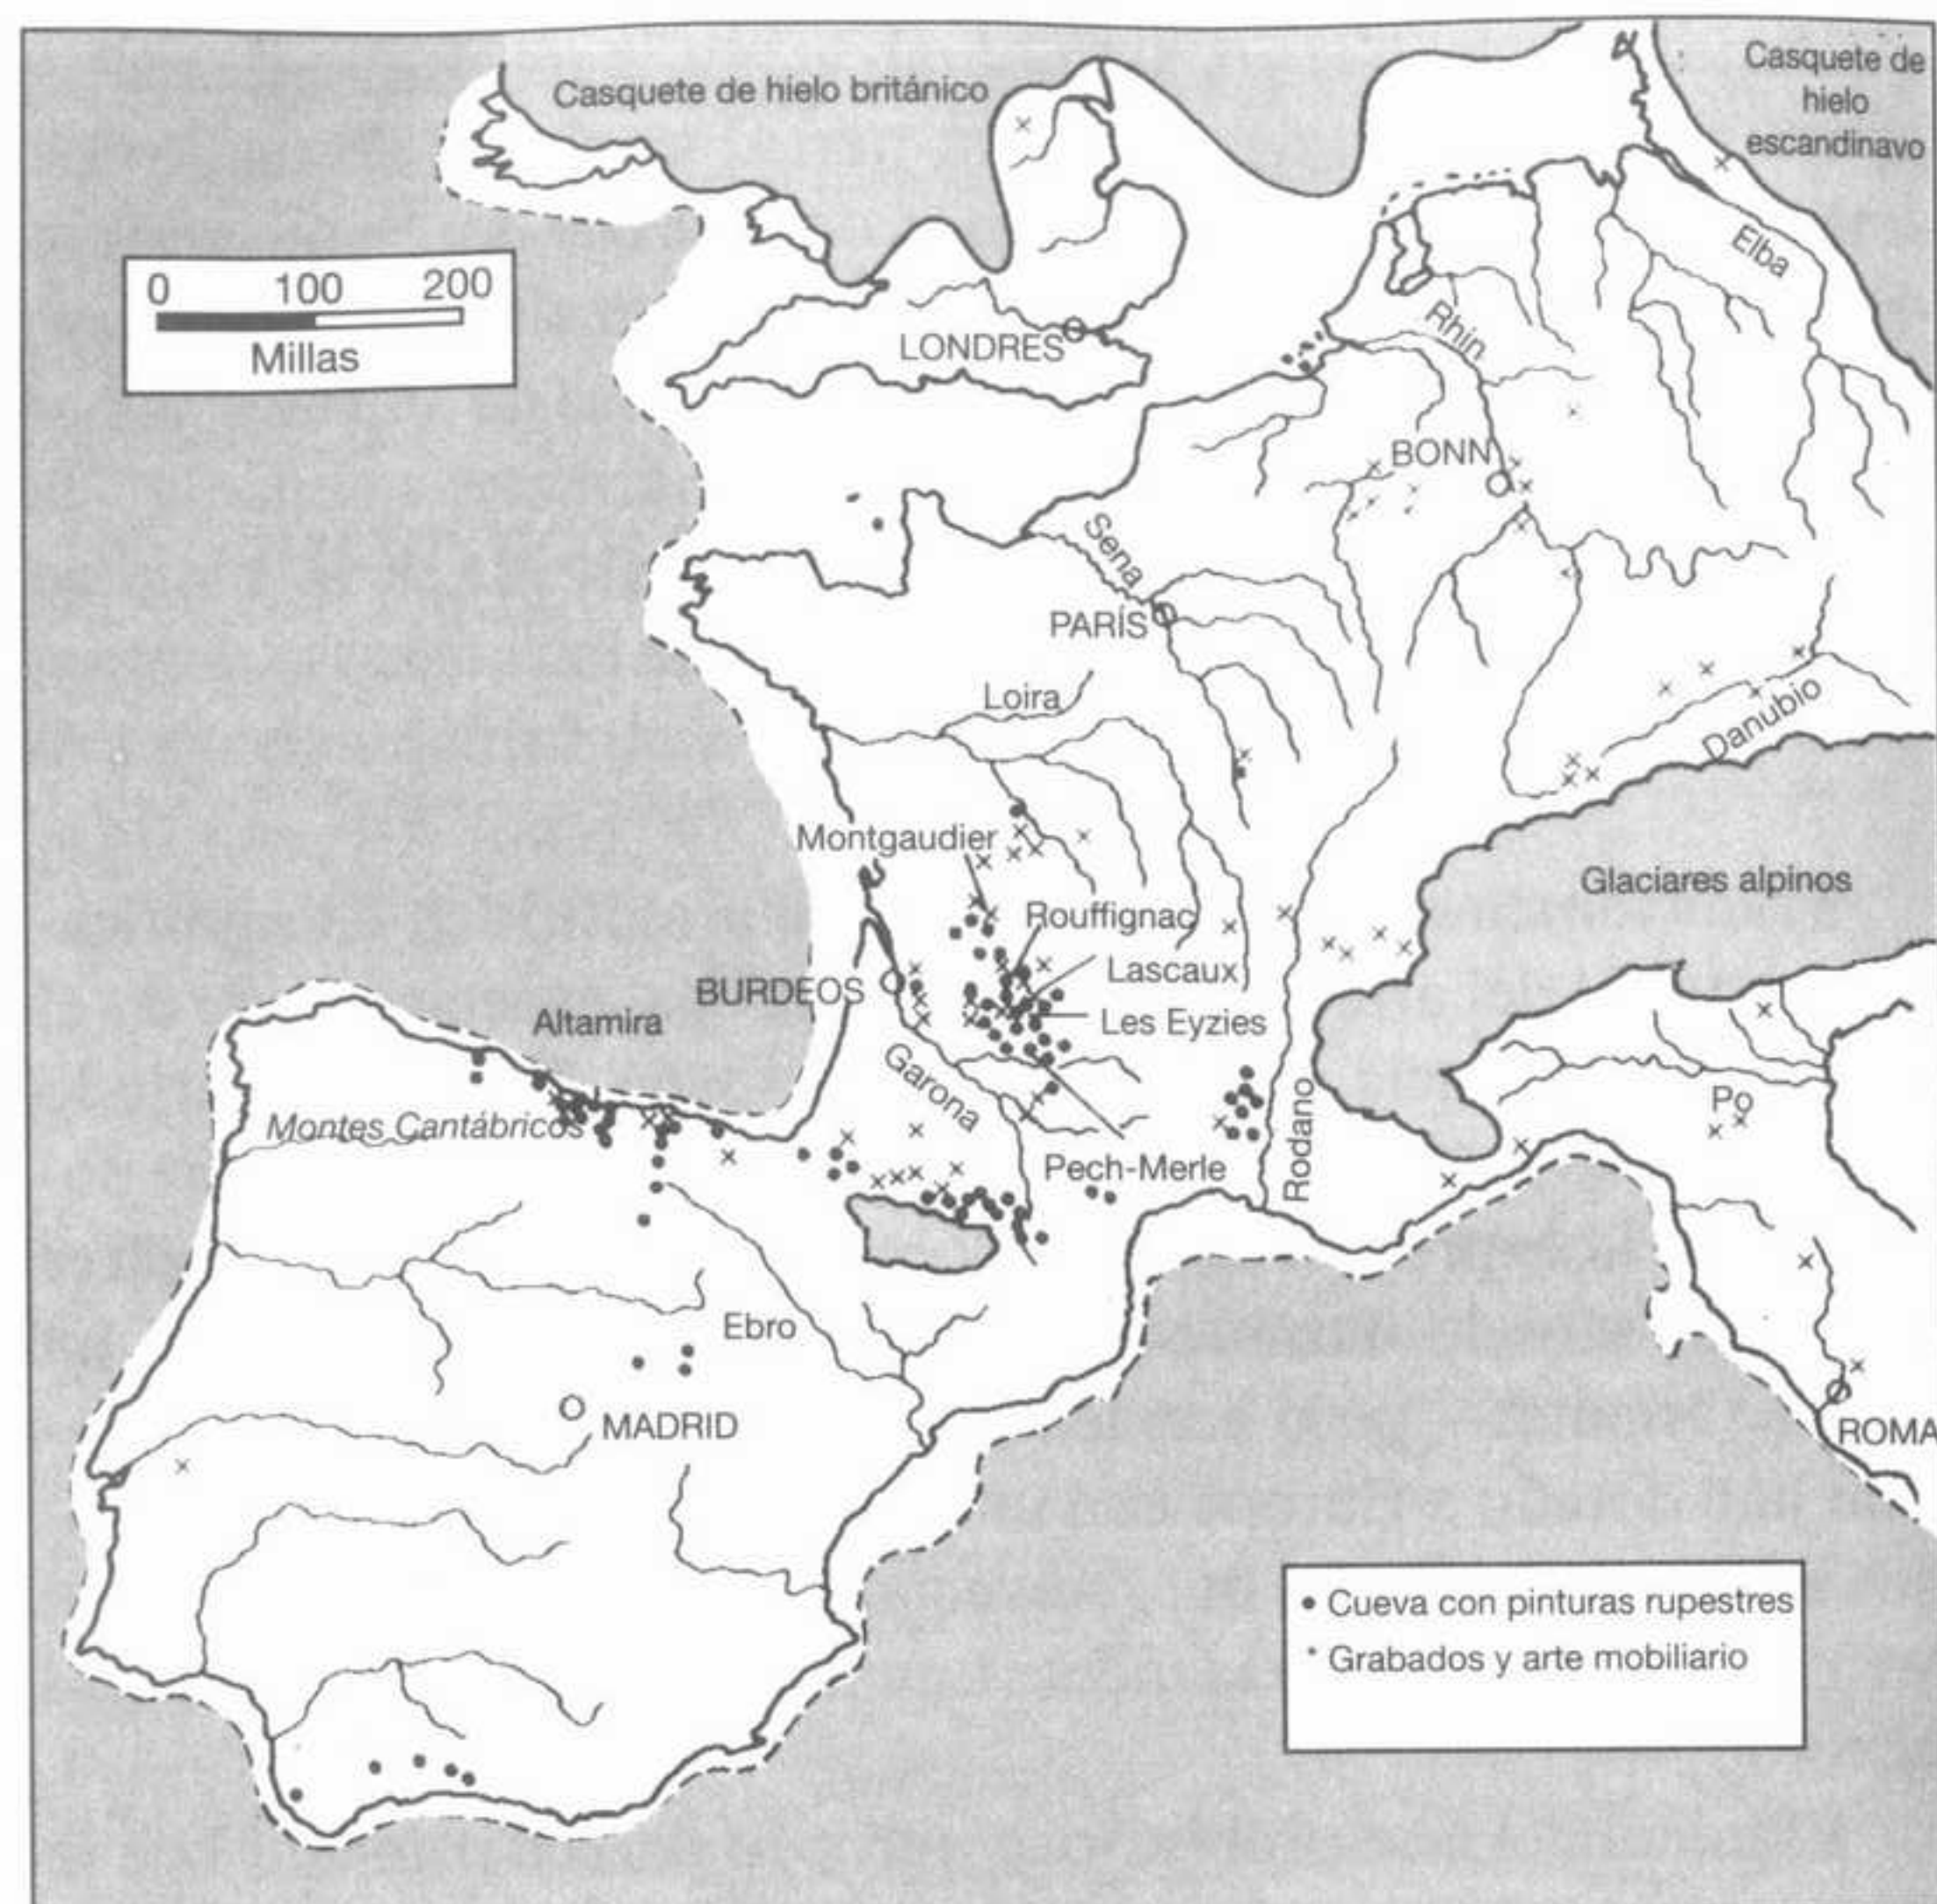 Casquete de hielo británico
Casquete de
hielo
escandinavo
0 100 200
Millas
Elba
LONDRES
Rhin
BONN
Sena
PARÍS
Loira
Danubio
Montgaudier
Glaciares alpinos
Rouffignac
Lascaux
BURDEOS
Altamira
Les Eyzies
Garona
Montes Cantábricos
Po
Rodano
Pech-Merle
Ebro
MADRID
ROMA
• Cueva con pinturas rupestres
* Grabados y arte mobiliario